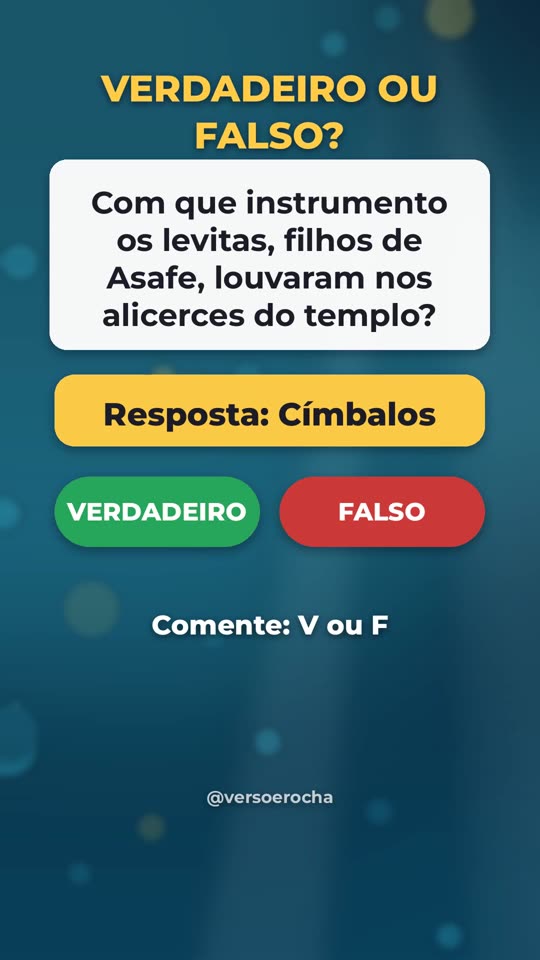 VERDADEIRO OU
FALSO?
Com que instrumento
os levitas, filhos de
Asafe, louvaram nos
alicerces do templo?
Resposta: Címbalos
VERDADEIRO
FALSO
Comente: V ou F
@versoerocha